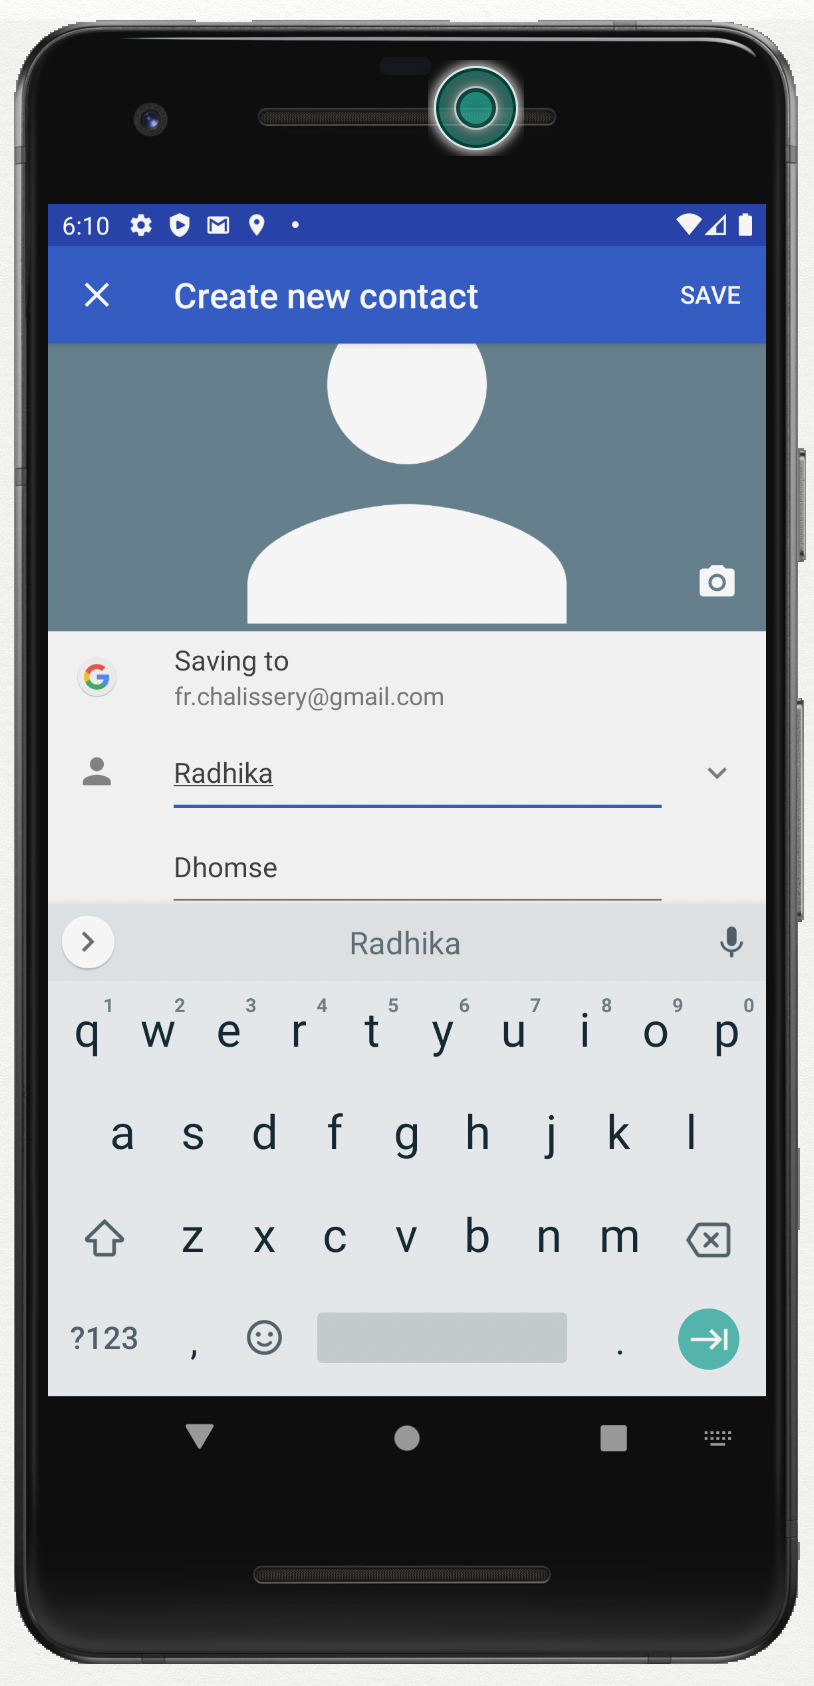 6:10
Create new contact SAVE
Saving to
fr.chalissery@gmail.com
Radhika
Dhomse
Radhika
1 2 3 4 5 6 7 8 9 0
q w e r t y u i o p
a s d f g h j k l
z x c v b n m
?123 , .